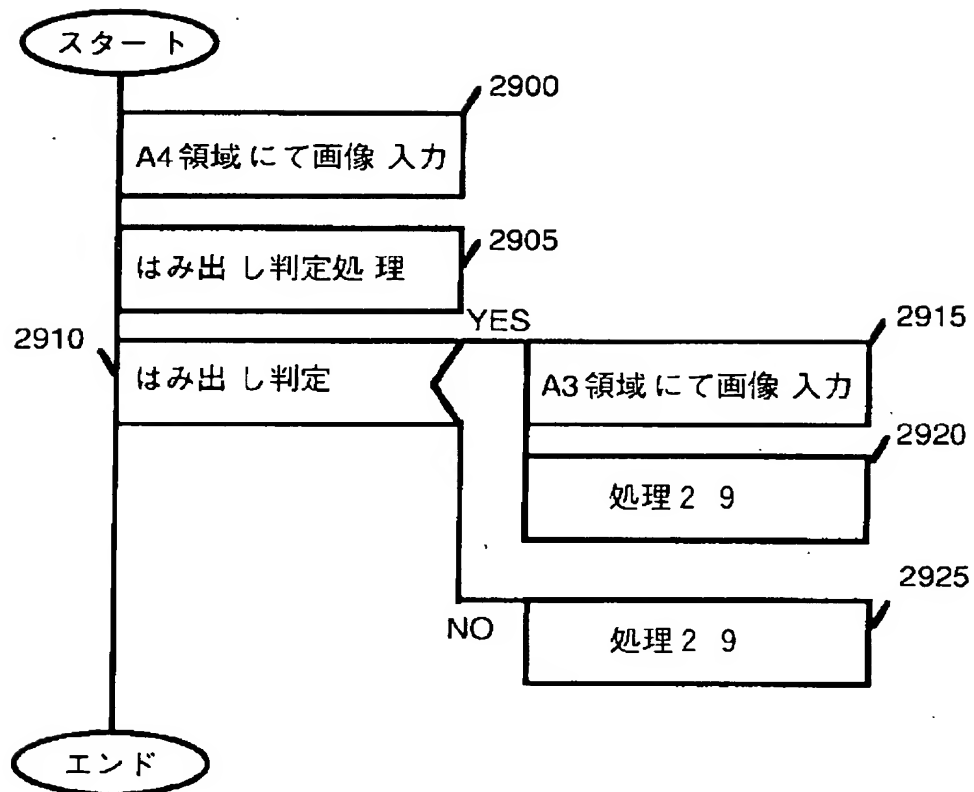 スタート
2900
A4領域にて画像 入力
2905
はみ出 し判定処 理
YES
2910
はみ出 し判定
2915
A3領域にて画像 入力
2920
処理2 9
NO
2925
処理2 9
エンド